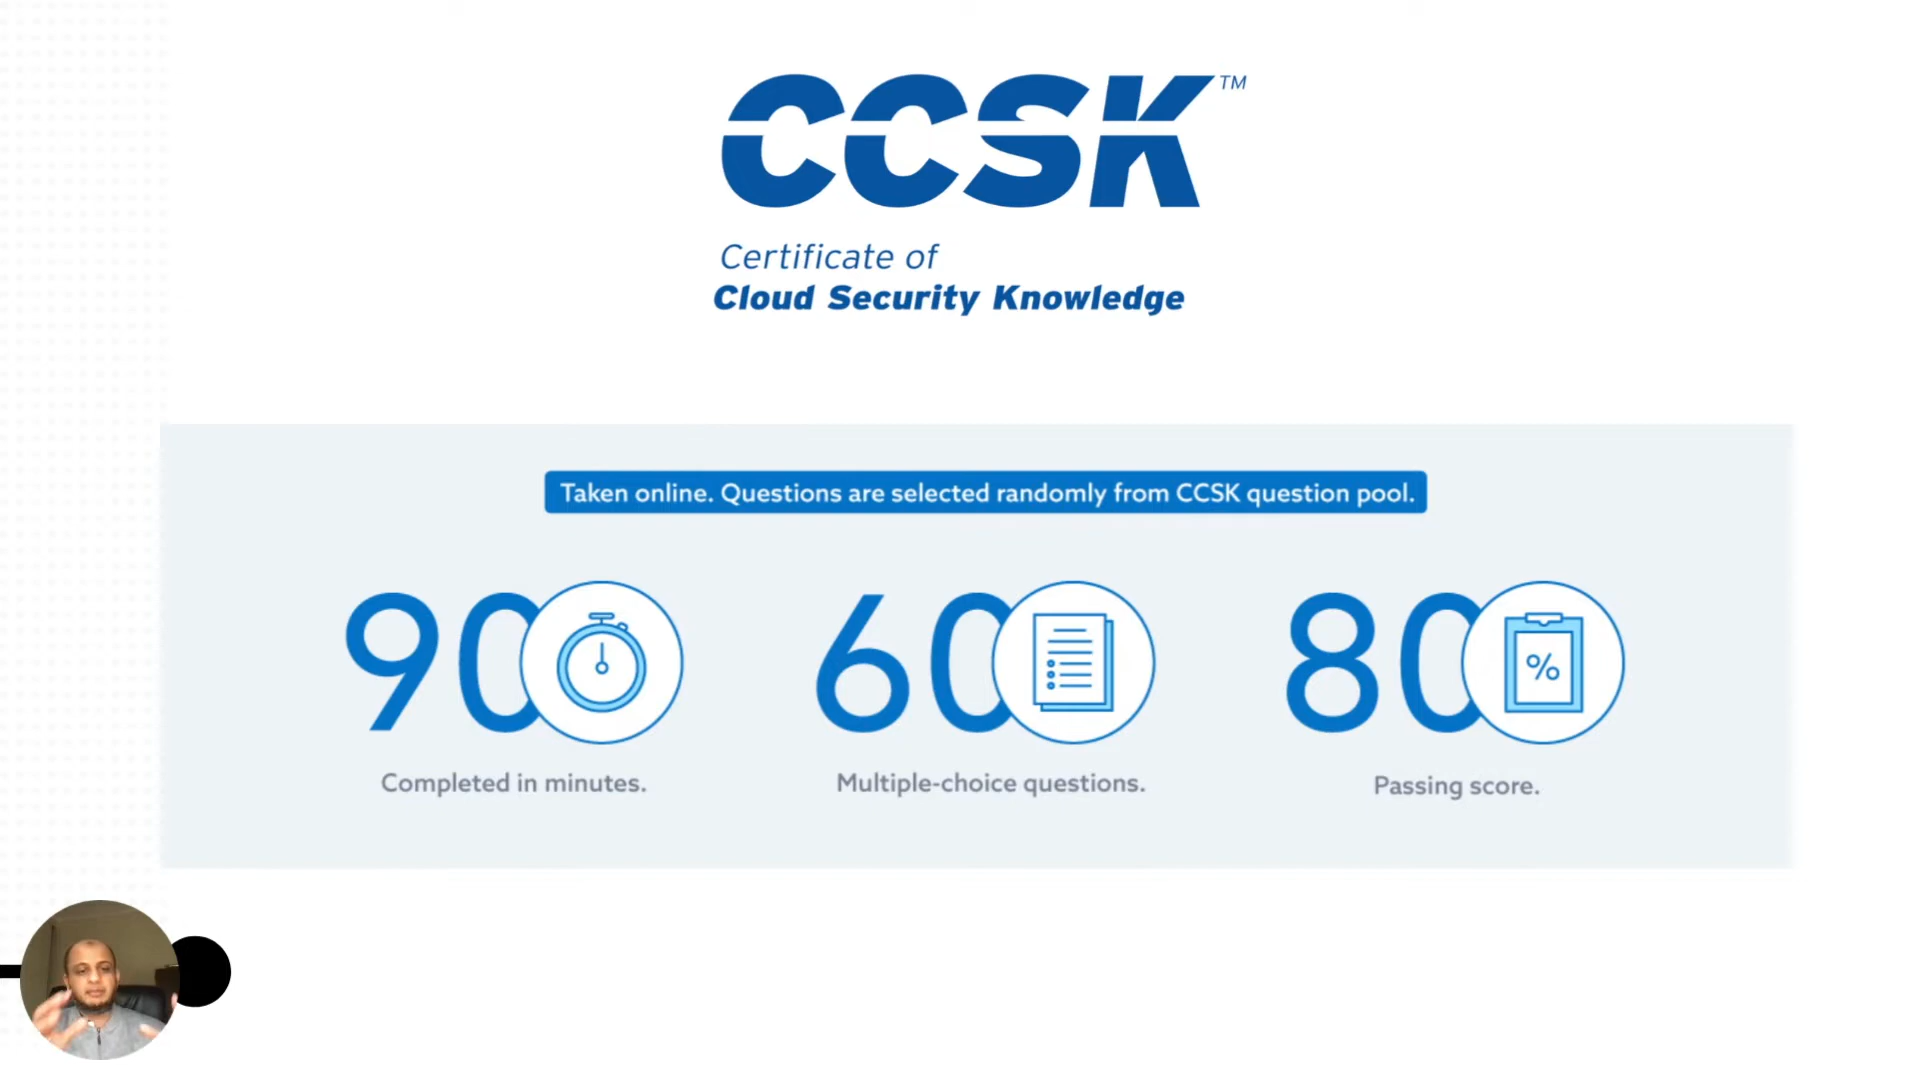 CCSK™
Certificate of
Cloud Security Knowledge
Taken online. Questions are selected randomly from CCSK question pool.
90
Completed in minutes.
60
Multiple-choice questions.
80
%
Passing score.